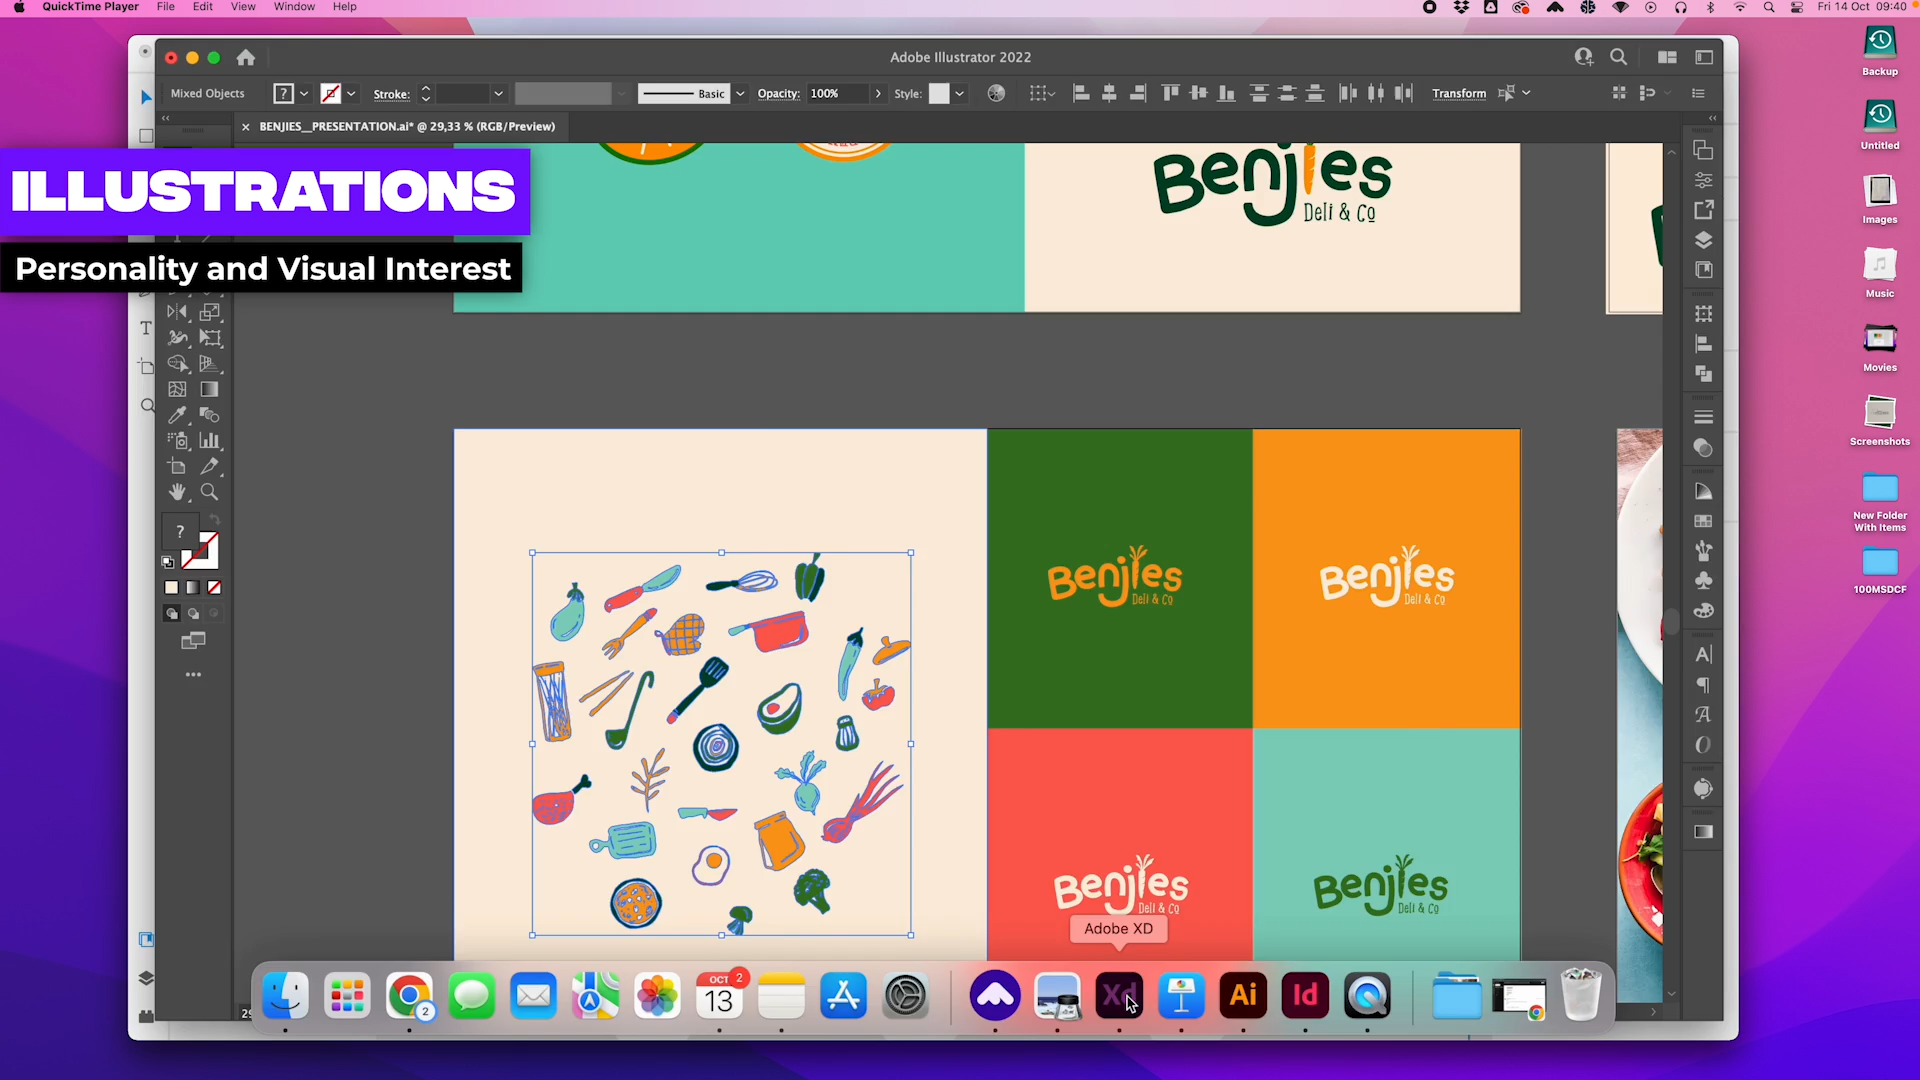 QuickTime Player File Edit View Window Help
Fri 14 Oct 09:40
Adobe Illustrator 2022
Mixed Objects
?
Stroke:
Basic
Opacity: 100%
Style:
Transform
× BENJIES__PRESENTATION.ai* @ 29,33 % (RGB/Preview)
ILLUSTRATIONS
Personality and Visual Interest
Benjies
Deli & Co
Benjies
Deli & Co
Benjies
Deli & Co
Benjies
Deli & Co
Benjies
Deli & Co
Adobe XD
Backup
Untitled
Images
Music
Movies
Screenshots
New Folder
With Items
100MSDCF
T
?
29
2
OCT
2
13
Xd
Ai
Id